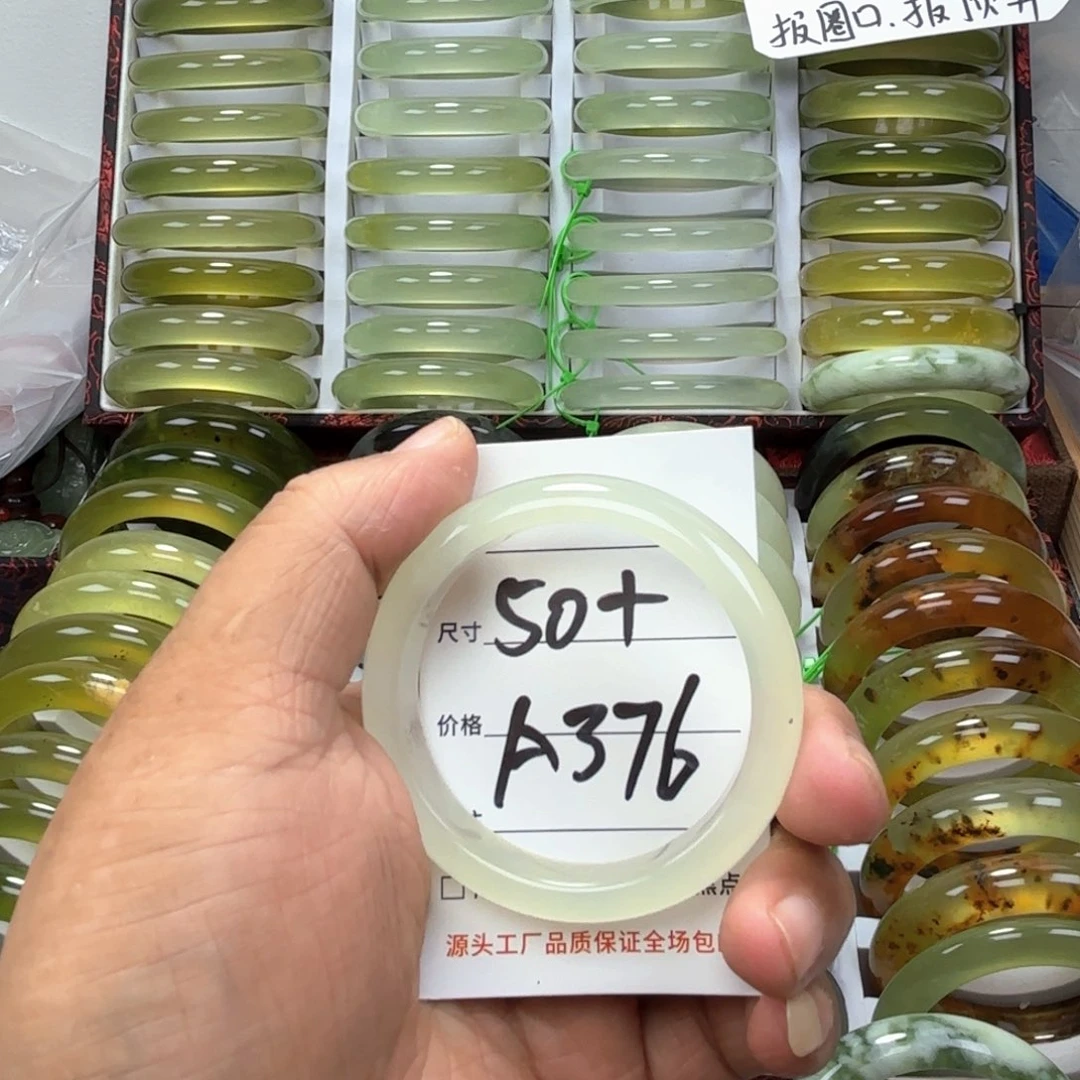 报圈口.报
尺寸 50+
价格 A376
源头工厂品质保证全场包